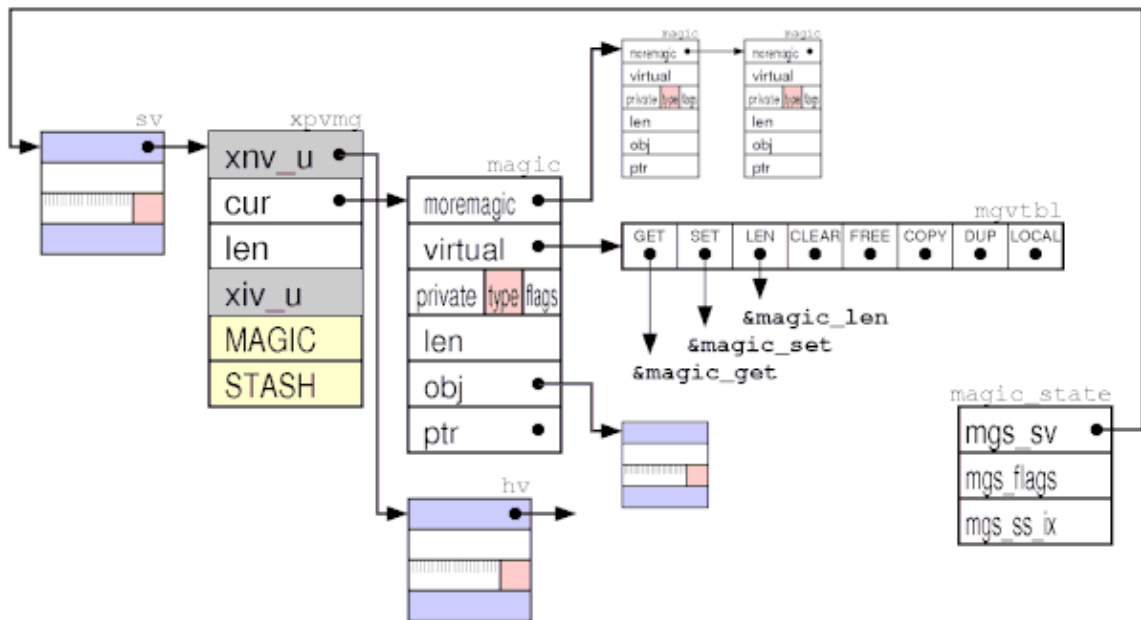 magic
magic
moremagic
moremagic
virtual
virtual
private type flags
private type flags
len
len
obj
obj
ptr
ptr
sv
xpvmg
xnv_u
cur
len
xiv_u
MAGIC
STASH
magic
moremagic
virtual
private type flags
len
obj
ptr
mgvtbl
GET SET LEN CLEAR FREE COPY DUP LOCAL
&magic_len
&magic_set
&magic_get
magic_state
mgs_sv
mgs_flags
mgs_ss_ix
hv